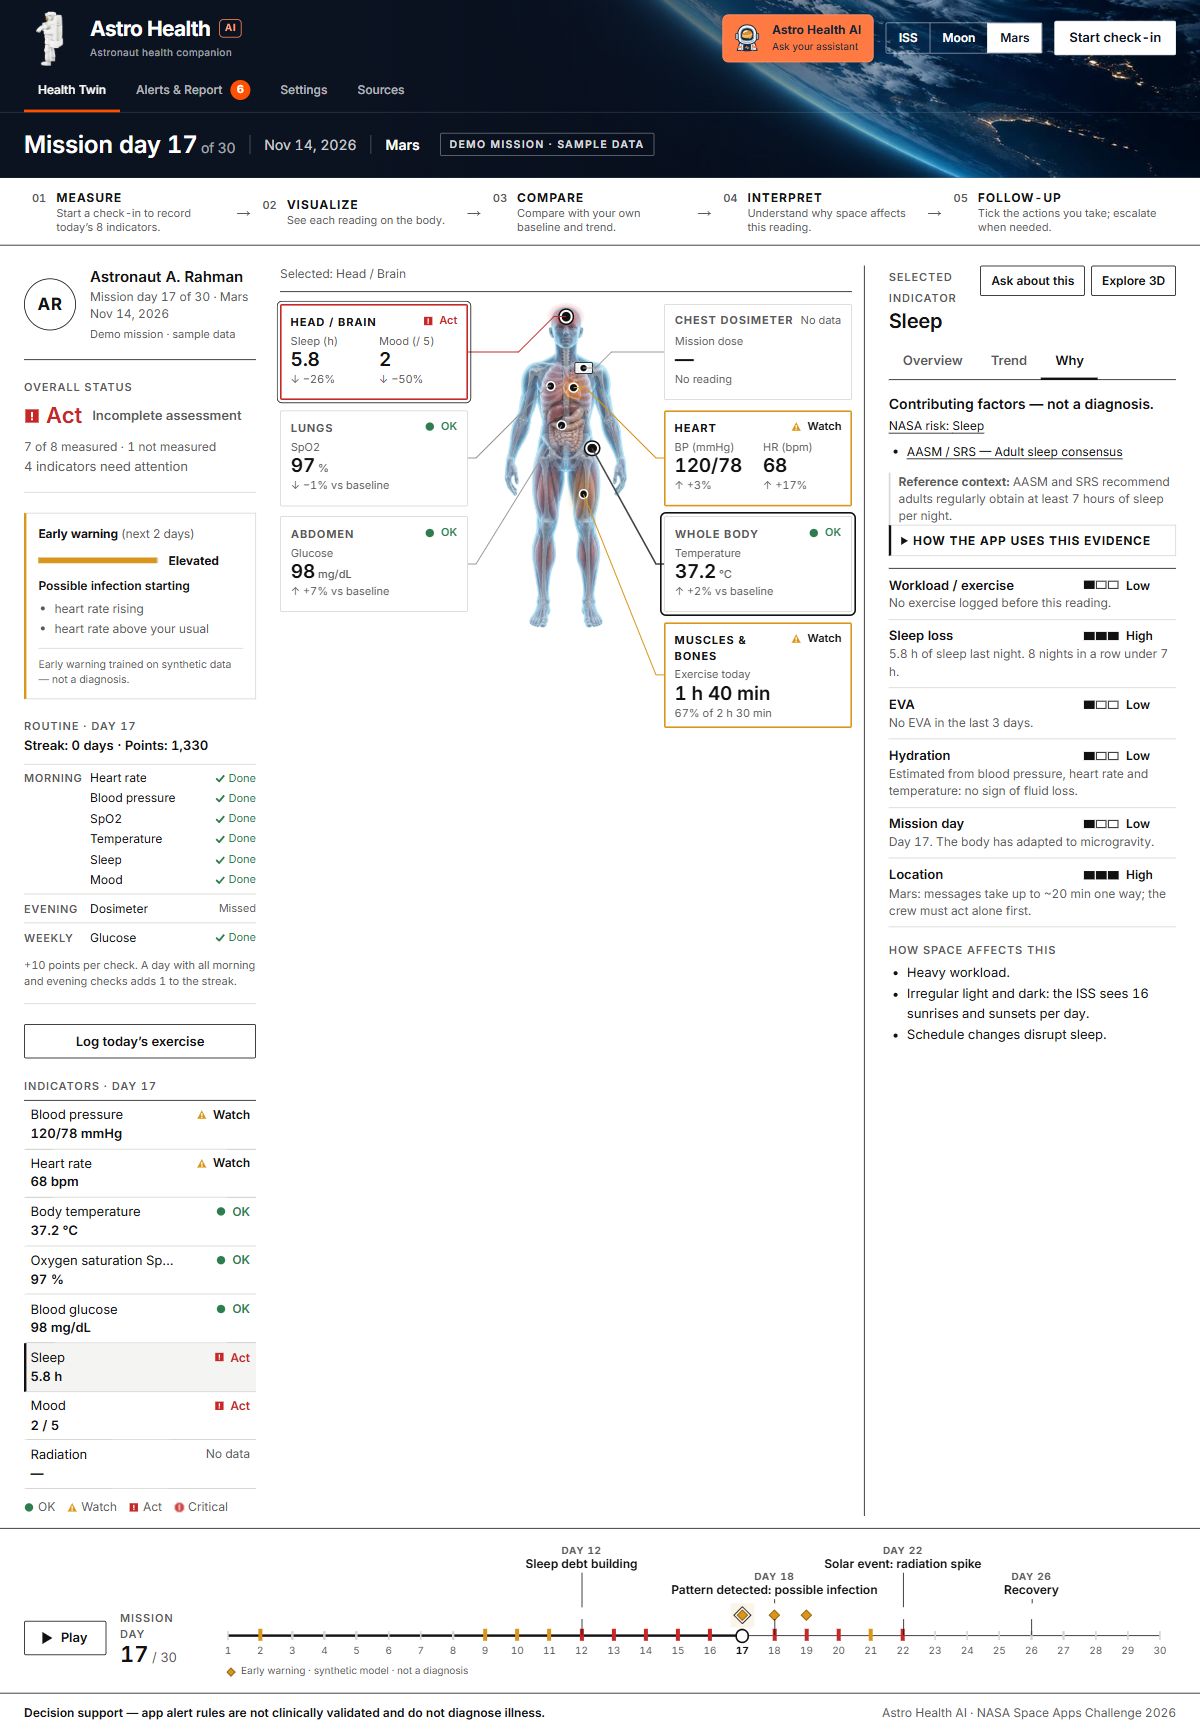 Astro Health AI
Astronaut health companion
Astro Health AI
Ask your assistant
ISS Moon Mars
Start check-in
Health Twin Alerts & Report 6 Settings Sources
Mission day 17 of 30 Nov 14, 2026 Mars DEMO MISSION · SAMPLE DATA
01 MEASURE
Start a check-in to record
today's 8 indicators.
→
02 VISUALIZE
See each reading on the body.
→
03 COMPARE
Compare with your own
baseline and trend.
→
04 INTERPRET
Understand why space affects
this reading.
→
05 FOLLOW-UP
Tick the actions you take; escalate
when needed.
AR
Astronaut A. Rahman
Mission day 17 of 30 · Mars
Nov 14, 2026
Demo mission · sample data
OVERALL STATUS
Act Incomplete assessment
7 of 8 measured · 1 not measured
4 indicators need attention
Early warning (next 2 days)
Elevated
Possible infection starting
• heart rate rising
• heart rate above your usual
Early warning trained on synthetic data
— not a diagnosis.
ROUTINE · DAY 17
Streak: 0 days · Points: 1,330
MORNING Heart rate Done
Blood pressure Done
SpO2 Done
Temperature Done
Sleep Done
Mood Done
EVENING Dosimeter Missed
WEEKLY Glucose Done
+10 points per check. A day with all morning
and evening checks adds 1 to the streak.
Log today's exercise
INDICATORS · DAY 17
Blood pressure Watch
120/78 mmHg
Heart rate Watch
68 bpm
Body temperature OK
37.2 °C
Oxygen saturation Sp... OK
97 %
Blood glucose OK
98 mg/dL
Sleep Act
5.8 h
Mood Act
2 / 5
Radiation No data
—
OK Watch Act Critical
Selected: Head / Brain
HEAD / BRAIN Act
Sleep (h) Mood (/ 5)
5.8 2
↓ −26% ↓ −50%
LUNGS OK
SpO2
97 %
↓ −1% vs baseline
ABDOMEN OK
Glucose
98 mg/dL
↑ +7% vs baseline
CHEST DOSIMETER No data
Mission dose
—
No reading
HEART Watch
BP (mmHg) HR (bpm)
120/78 68
↑ +3% ↑ +17%
WHOLE BODY OK
Temperature
37.2 °C
↑ +2% vs baseline
MUSCLES & Watch
BONES
Exercise today
1 h 40 min
67% of 2 h 30 min
SELECTED
INDICATOR
Sleep
Ask about this Explore 3D
Overview Trend Why
Contributing factors — not a diagnosis.
NASA risk: Sleep
• AASM / SRS — Adult sleep consensus
Reference context: AASM and SRS recommend
adults regularly obtain at least 7 hours of sleep
per night.
HOW THE APP USES THIS EVIDENCE
Workload / exercise Low
No exercise logged before this reading.
Sleep loss High
5.8 h of sleep last night. 8 nights in a row under 7
h.
EVA Low
No EVA in the last 3 days.
Hydration Low
Estimated from blood pressure, heart rate and
temperature: no sign of fluid loss.
Mission day Low
Day 17. The body has adapted to microgravity.
Location High
Mars: messages take up to ~20 min one way; the
crew must act alone first.
HOW SPACE AFFECTS THIS
• Heavy workload.
• Irregular light and dark: the ISS sees 16
sunrises and sunsets per day.
• Schedule changes disrupt sleep.
Play
MISSION
DAY
17 / 30
DAY 12
Sleep debt building
DAY 18
Pattern detected: possible infection
DAY 22
Solar event: radiation spike
DAY 26
Recovery
1 2 3 4 5 6 7 8 9 10 11 12 13 14 15 16 17 18 19 20 21 22 23 24 25 26 27 28 29 30
Early warning · synthetic model · not a diagnosis
Decision support — app alert rules are not clinically validated and do not diagnose illness.
Astro Health AI · NASA Space Apps Challenge 2026